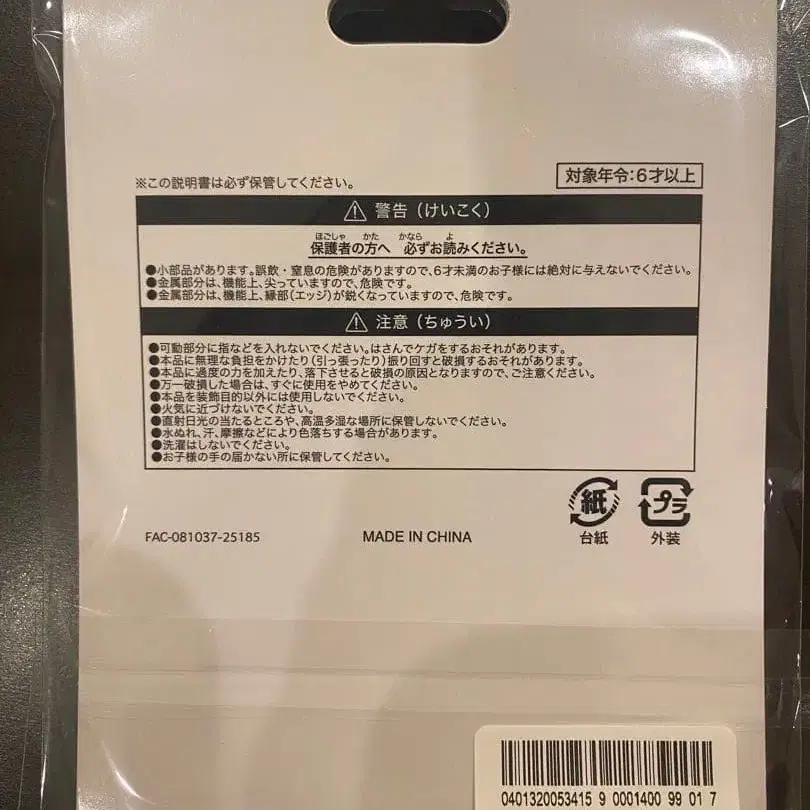 ※この説明書は必ず保管してください。
対象年令:6才以上
警告（けいこく）
ほごしゃ かた かなら よ
保護者の方へ 必ずお読みください。
●小部品があります。誤飲・窒息の危険がありますので、6才未満のお子様には絶対に与えないでください。
●金属部分は、機能上、尖っていますので、危険です。
●金属部分は、機能上、縁部(エッジ)が鋭くなっていますので、危険です。
注意（ちゅうい）
●可動部分に指などを入れないでください。はさんでケガをするおそれがあります。
●本品に無理な負担をかけたり(引っ張ったり)振り回すと破損するおそれがあります。
●本品に過度の力を加えたり、落下させると破損の原因となりますので、ご注意ください。
●万一破損した場合は、すぐに使用をやめてください。
●本品を装飾目的以外には使用しないでください。
●火気に近づけないでください。
●直射日光の当たるところや、高温多湿な場所に保管しないでください。
●水ぬれ、汗、摩擦などにより色落ちする場合があります。
●洗濯はしないでください。
●お子様の手の届かない所に保管してください。
紙 プラ
台紙 外装
FAC-081037-25185 MADE IN CHINA
0401320053415 9 0001400 99 01 7